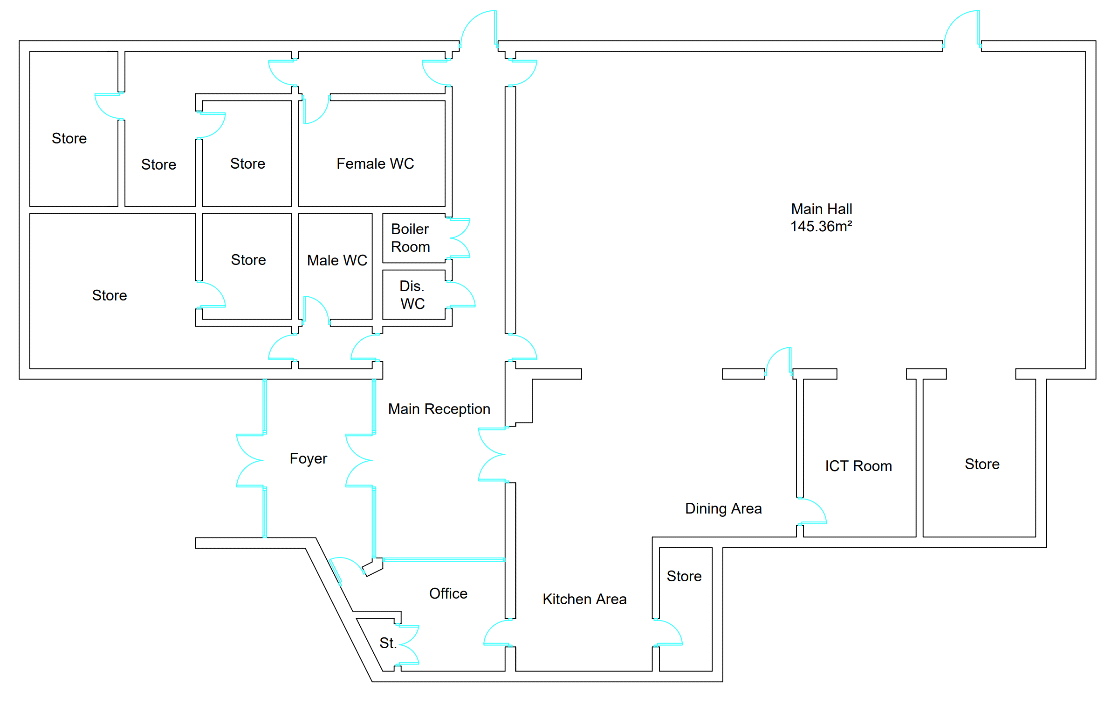 Store
Store
Store
Female WC
Main Hall
145.36m²
Boiler
Room
Store
Male WC
Dis.
WC
Store
Main Reception
Foyer
ICT Room
Store
Dining Area
Store
Office
Kitchen Area
St.